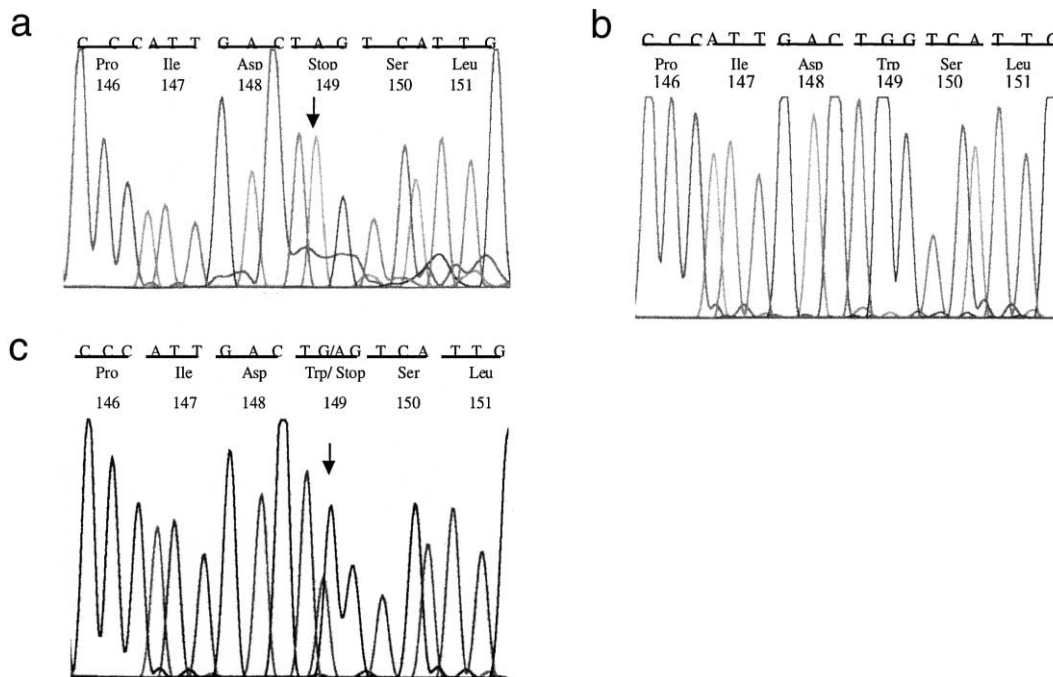 a
C C C A T T G A C T A G T C A T T G
Pro Ile Asp Stop Ser Leu
146 147 148 149 150 151
b
C C C A T T G A C T G G T C A T T G
Pro Ile Asp Trp Ser Leu
146 147 148 149 150 151
c
C C C A T T G A C T G/A G T C A T T G
Pro Ile Asp Trp/ Stop Ser Leu
146 147 148 149 150 151